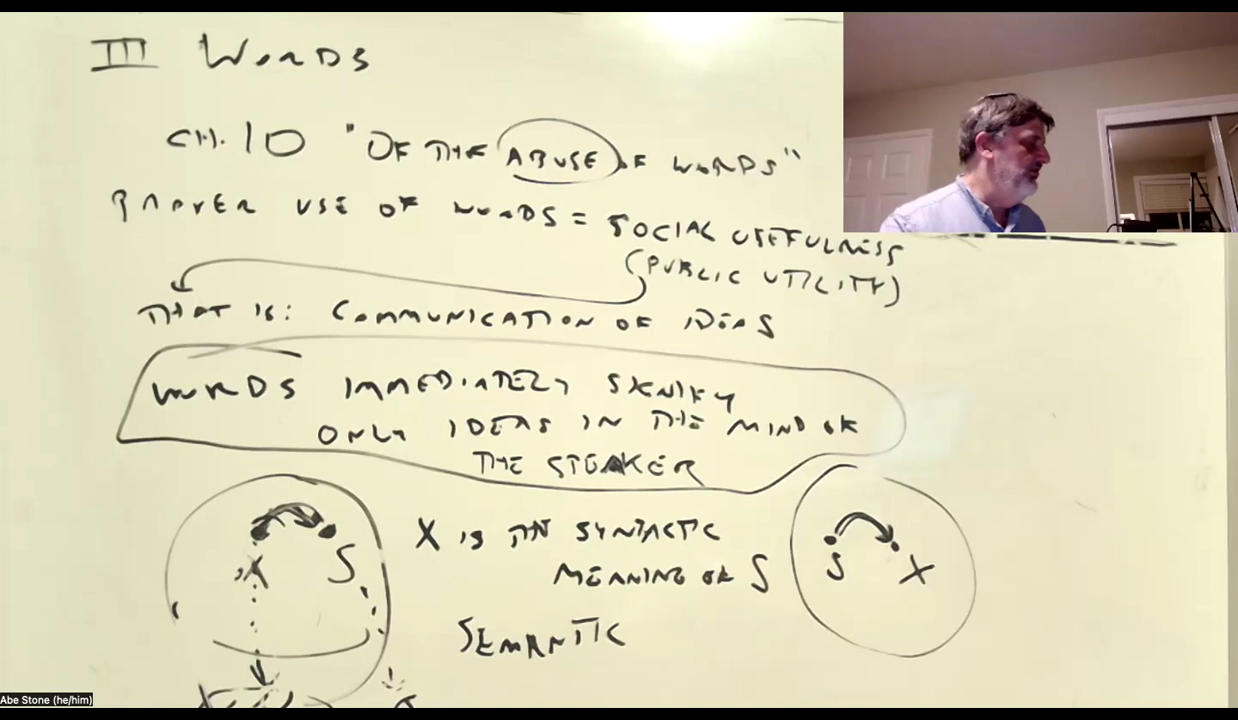 III WORDS
CH. 10 "OF THE ABUSE OF WORDS"
PROPER USE OF WORDS = SOCIAL USEFULNESS
(PUBLIC UTILITY)
THAT IS: COMMUNICATION OF IDEAS
WORDS IMMEDIATELY SIGNIFY
ONLY IDEAS IN THE MIND OF
THE SPEAKER
X IS AN SYNTACTIC
MEANING OF S
X S
S X
SEMANTIC
Abe Stone (he/him)